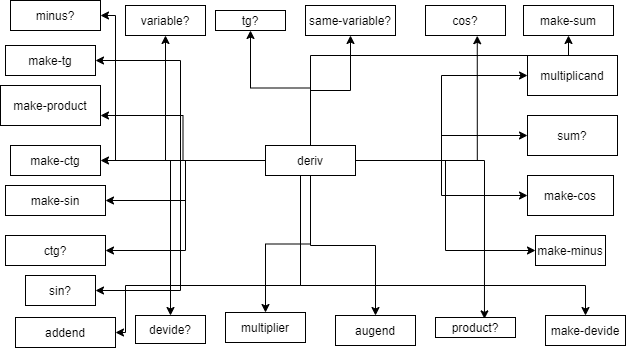 minus?
variable?
tg?
same-variable?
cos?
make-sum
make-tg
multiplicand
make-product
sum?
make-ctg
deriv
make-sin
make-cos
ctg?
make-minus
sin?
addend
devide?
multiplier
augend
product?
make-devide